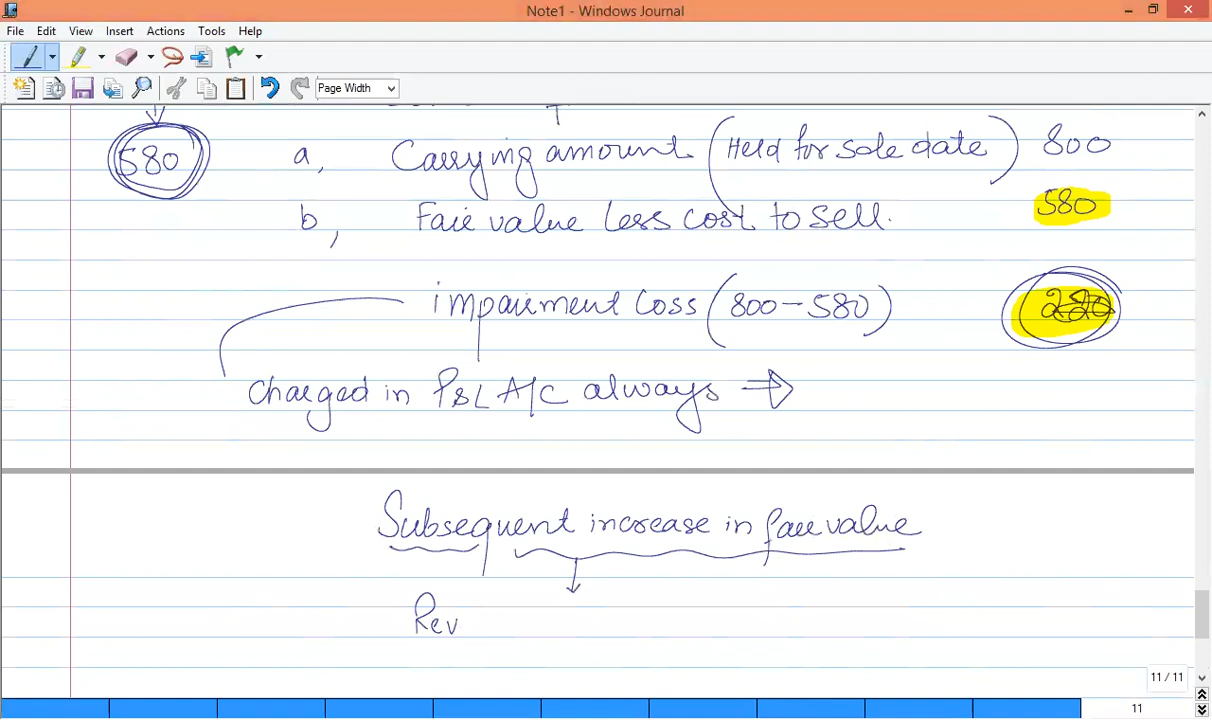 Note1 - Windows Journal
File Edit View Insert Actions Tools Help
Page Width
580 a, Carrying amount (Held for sale date) 800
b, Fair value less cost to sell. 580
impairment loss (800-580) 220
Charged in P&L A/C always →
Subsequent increase in fair value
Rev
11 / 11
11